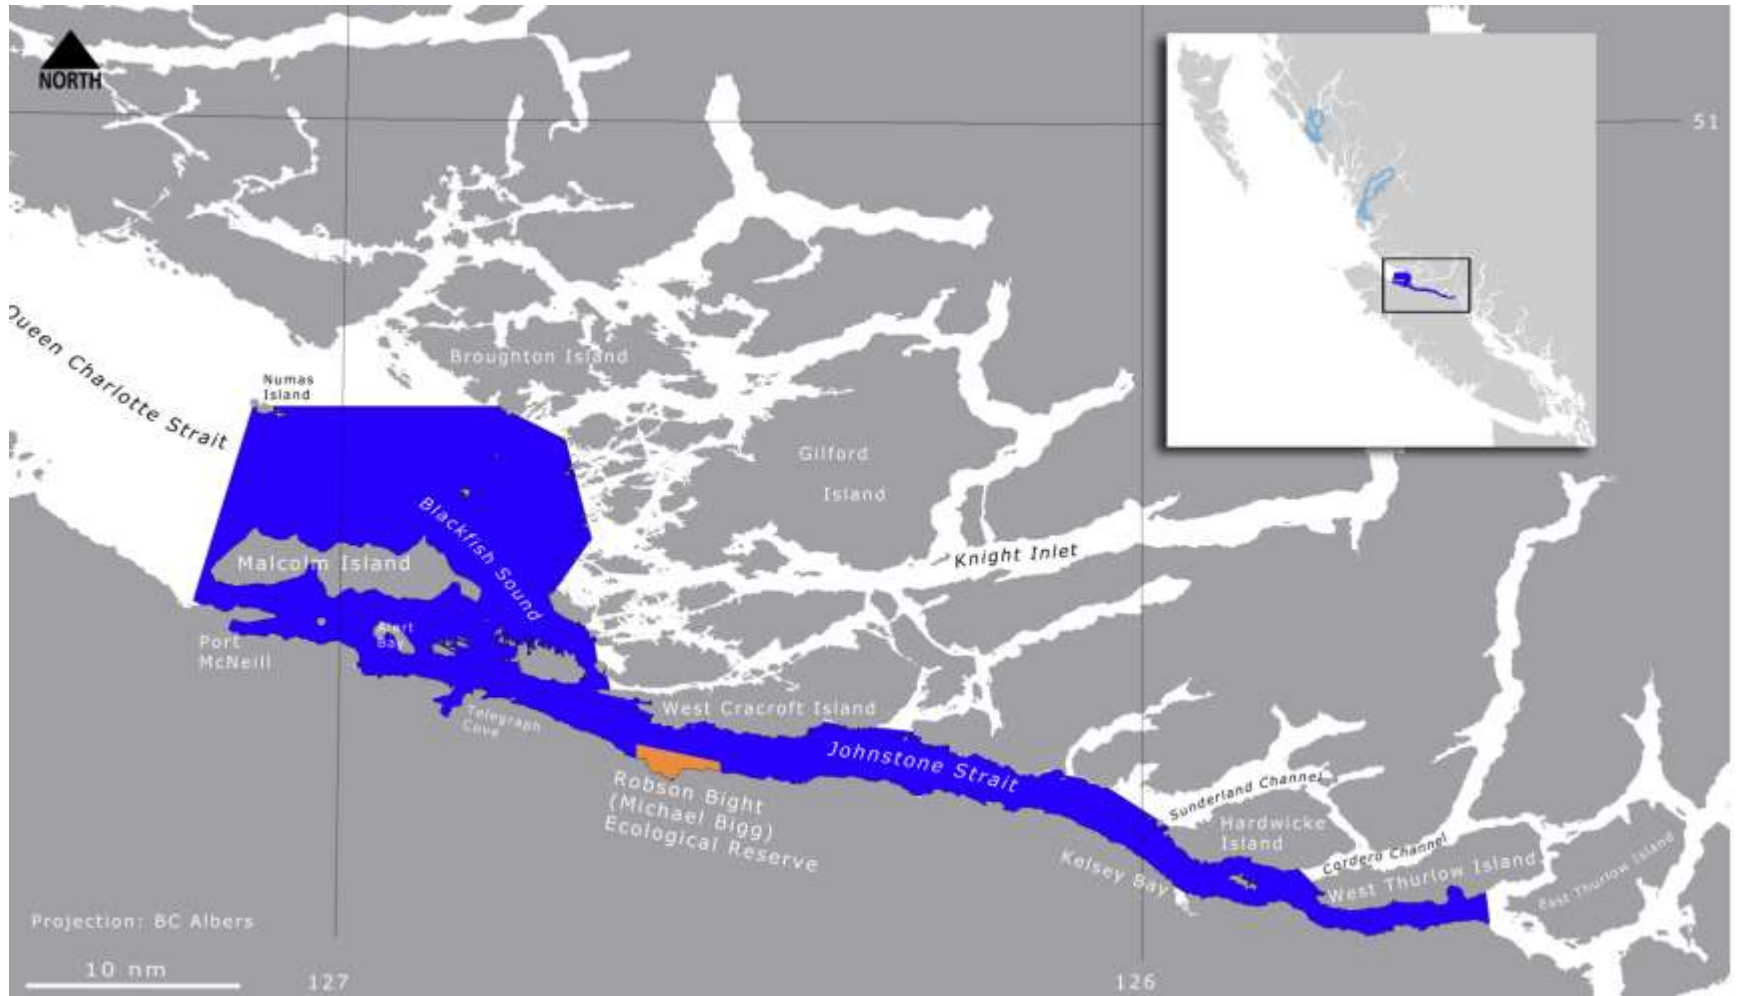 NORTH
51
Queen Charlotte Strait
Numas
Island
Broughton Island
Gilford
Island
Blackfish Sound
Malcolm Island
Knight Inlet
Alert
Bay
Port
McNeill
Telegraph
Cove
West Cracroft Island
Johnstone Strait
Robson Bight
(Michael Bigg)
Ecological Reserve
Sunderland Channel
Hardwicke
Island
Cordero Channel
Kelsey Bay
West Thurlow Island
East Thurlow Island
Projection: BC Albers
10 nm
127
126